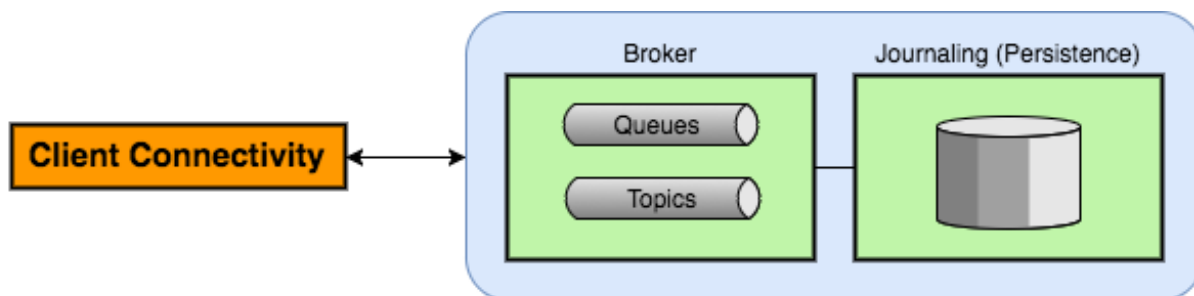 Broker
Journaling (Persistence)
Queues
Client Connectivity
Topics